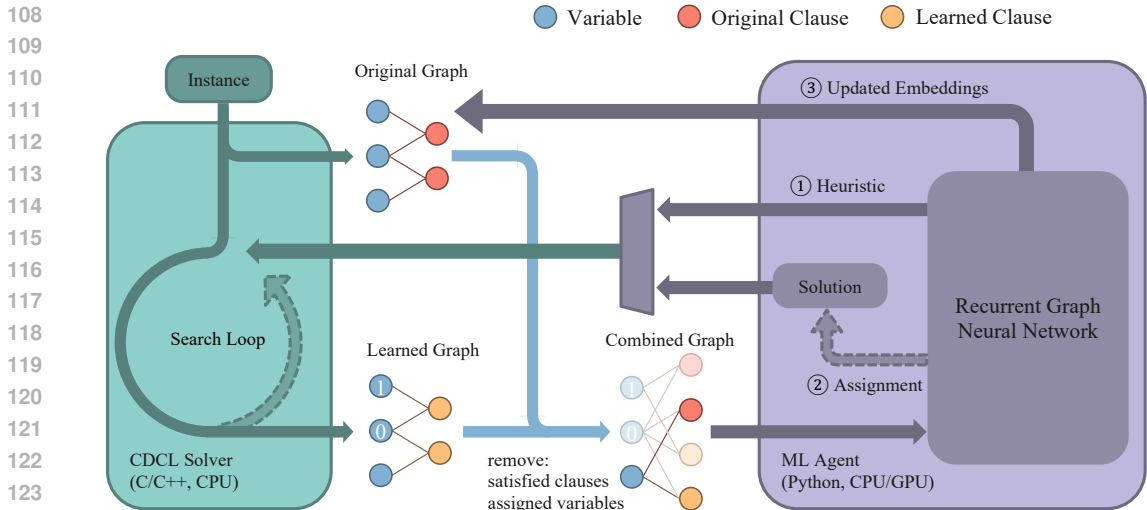 108
109
110
111
112
113
114
115
116
117
118
119
120
121
122
123
Variable
Original Clause
Learned Clause
Instance
Original Graph
③ Updated Embeddings
① Heuristic
Solution
Recurrent Graph
Neural Network
② Assignment
Search Loop
Learned Graph
1
0
Combined Graph
1
0
CDCL Solver
(C/C++, CPU)
remove:
satisfied clauses
assigned variables
ML Agent
(Python, CPU/GPU)